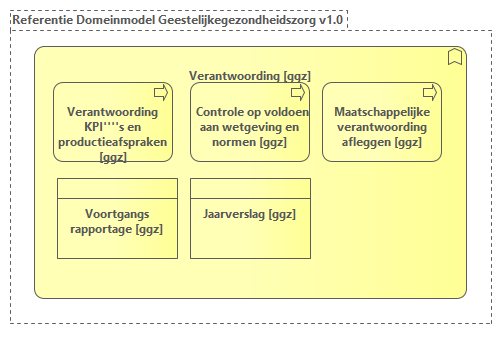 Referentie Domeinmodel Geestelijkegezondheidszorg v1.0
Verantwoording [ggz]
Verantwoording
KPI''''s en
productieafspraken
[ggz]
Controle op voldoen
aan wetgeving en
normen [ggz]
Maatschappelijke
verantwoording
afleggen [ggz]
Voortgangs
rapportage [ggz]
Jaarverslag [ggz]